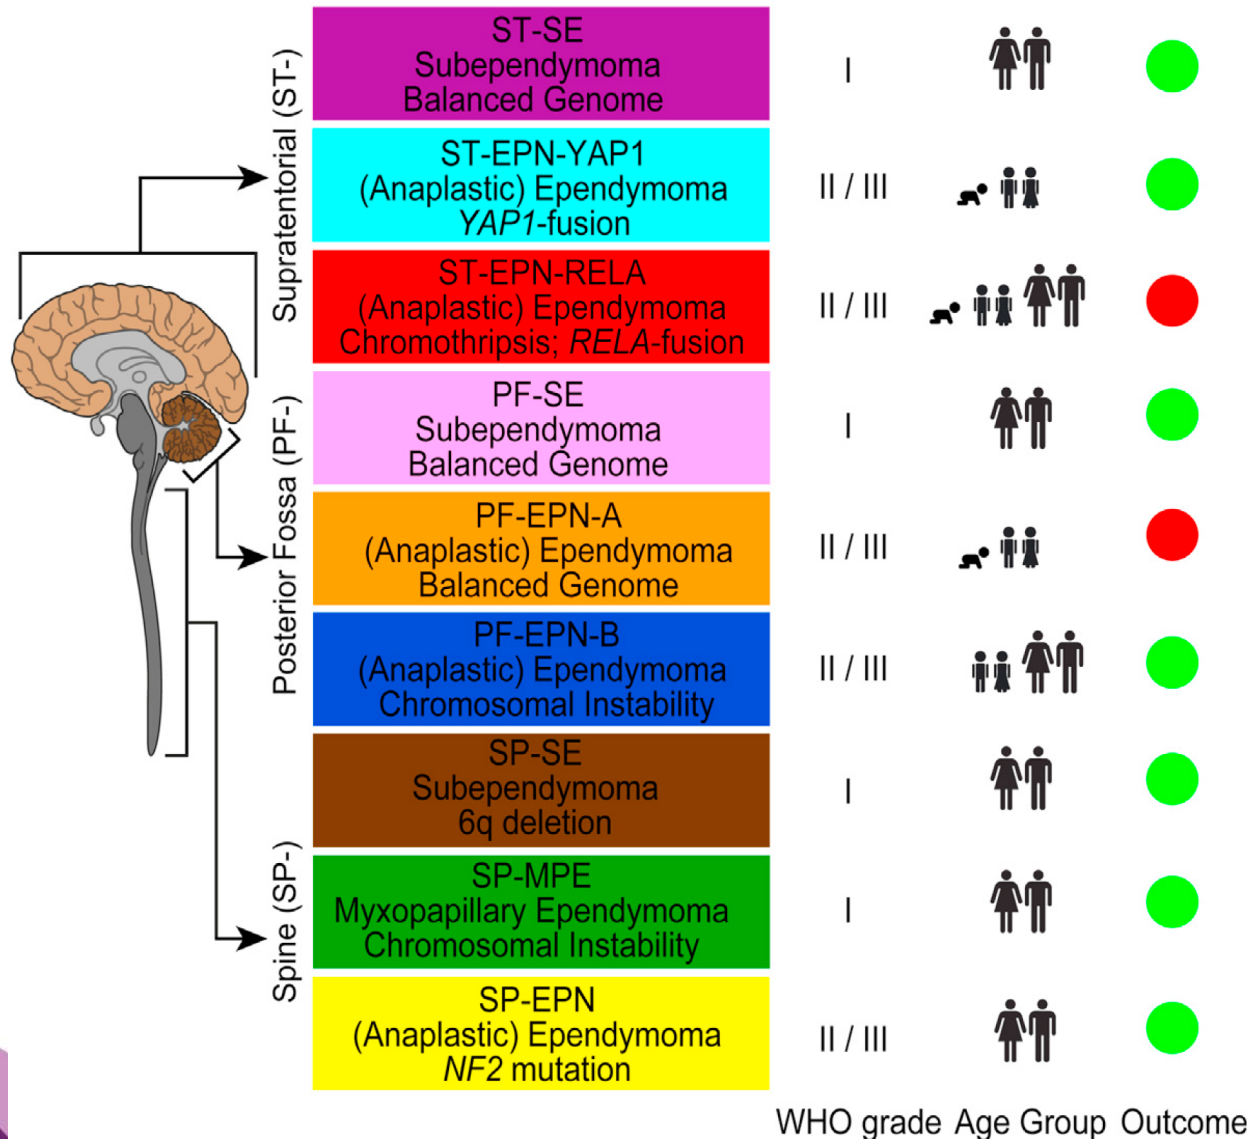 Supratentorial (ST-)
ST-SE
Subependymoma
Balanced Genome
I
ST-EPN-YAP1
(Anaplastic) Ependymoma
YAP1-fusion
II / III
ST-EPN-RELA
(Anaplastic) Ependymoma
Chromothripsis; RELA-fusion
II / III
Posterior Fossa (PF-)
PF-SE
Subependymoma
Balanced Genome
I
PF-EPN-A
(Anaplastic) Ependymoma
Balanced Genome
II / III
PF-EPN-B
(Anaplastic) Ependymoma
Chromosomal Instability
II / III
Spine (SP-)
SP-SE
Subependymoma
6q deletion
I
SP-MPE
Myxopapillary Ependymoma
Chromosomal Instability
I
SP-EPN
(Anaplastic) Ependymoma
NF2 mutation
II / III
WHO grade Age Group Outcome